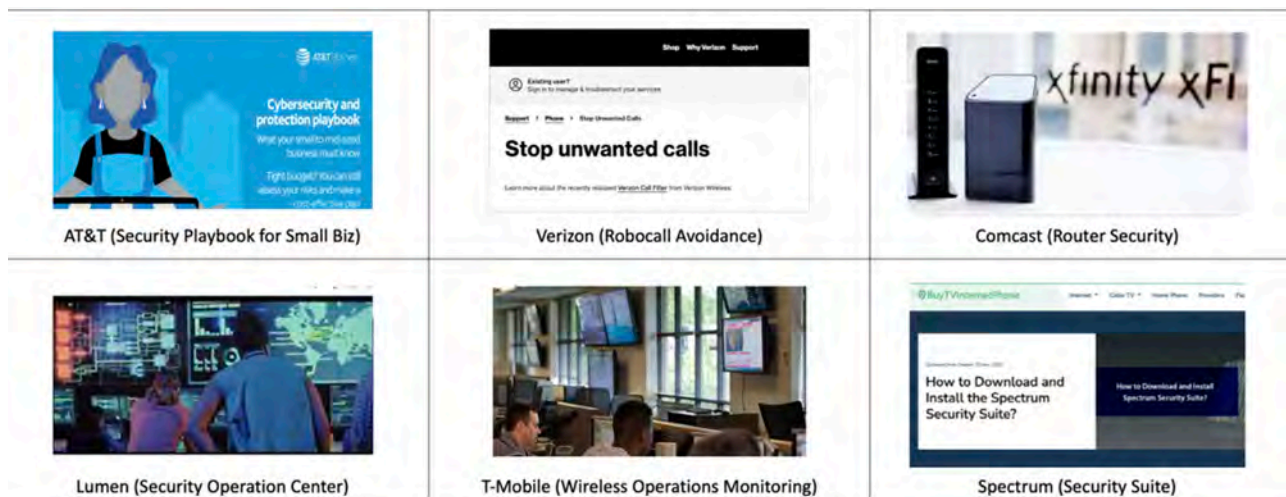 AT&T Business
Cybersecurity and
protection playbook
What your small to mid-sized
business must know
Tight budget? You can still
assess your risks and make a
cost-effective plan
AT&T (Security Playbook for Small Biz)
Shop Why Verizon Support
Existing user?
Sign in to manage & troubleshoot your services
Support Phone Stop Unwanted Calls
Stop unwanted calls
Learn more about the recently released Verizon Call Filter from Verizon Wireless.
Verizon (Robocall Avoidance)
xfinity xFi
Comcast (Router Security)
Lumen (Security Operation Center)
T-Mobile (Wireless Operations Monitoring)
BuyTVInternetPhone
Internet Cable TV Home Phone Providers
How to Download and
Install the Spectrum
Security Suite?
How to Download and Install
Spectrum Security Suite?
Spectrum (Security Suite)